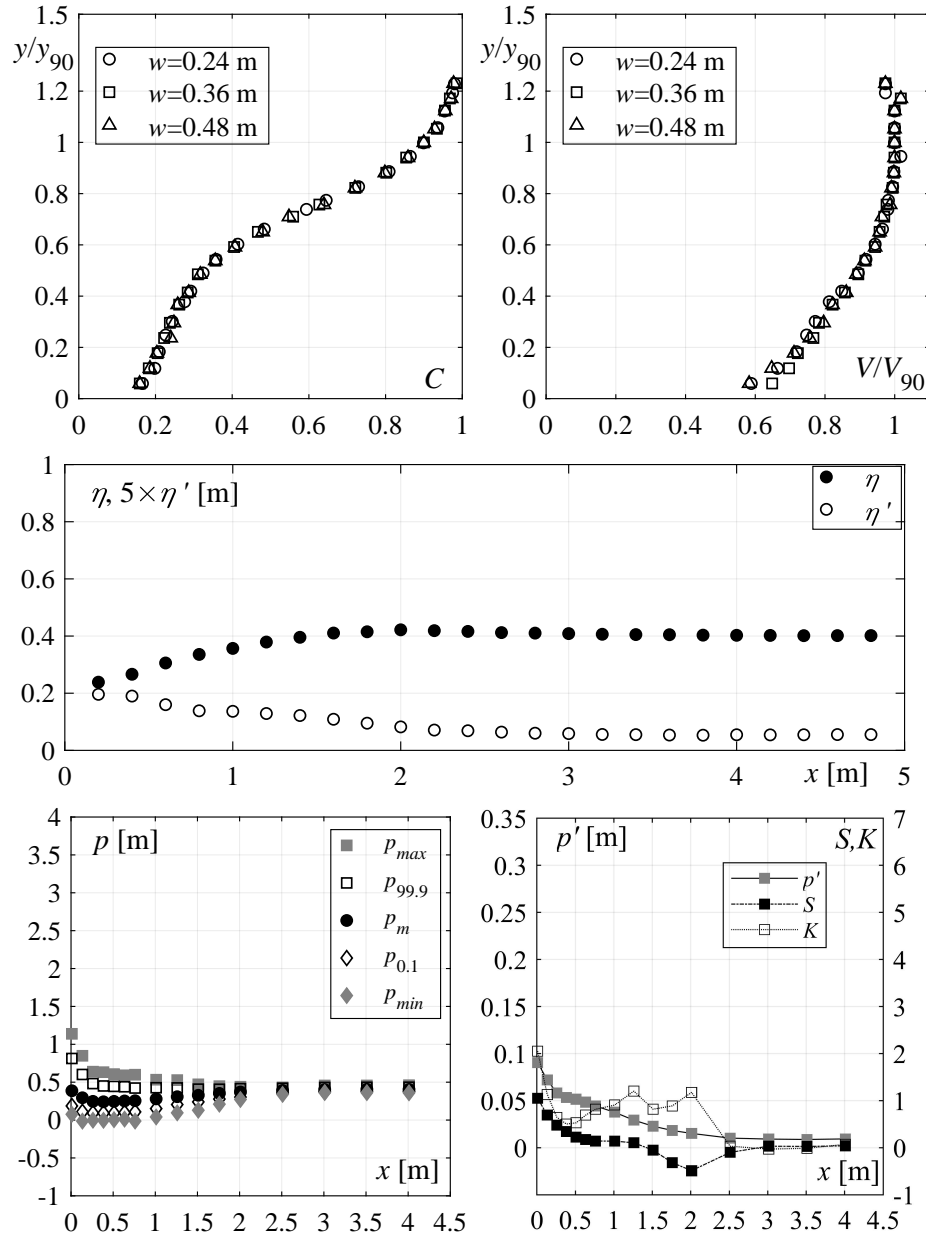 1.5
y/y90
1.2
1
0.8
0.6
0.4
0.2
0
w=0.24 m
w=0.36 m
w=0.48 m
C
0 0.2 0.4 0.6 0.8 1
1.5
y/y90
1.2
1
0.8
0.6
0.4
0.2
0
w=0.24 m
w=0.36 m
w=0.48 m
V/V90
0 0.2 0.4 0.6 0.8 1
1
0.8
0.6
0.4
0.2
0
η, 5×η' [m]
η
η'
0 1 2 3 4 x [m] 5
4
3.5
3
2.5
2
1.5
1
0.5
0
-0.5
-1
p [m]
pmax
p99.9
pm
p0.1
pmin
x [m]
0 0.5 1 1.5 2 2.5 3 3.5 4 4.5
0.35
0.3
0.25
0.2
0.15
0.1
0.05
0
-0.05
p' [m]
S,K
p'
S
K
7
6
5
4
3
2
1
0
-1
x [m]
0 0.5 1 1.5 2 2.5 3 3.5 4 4.5